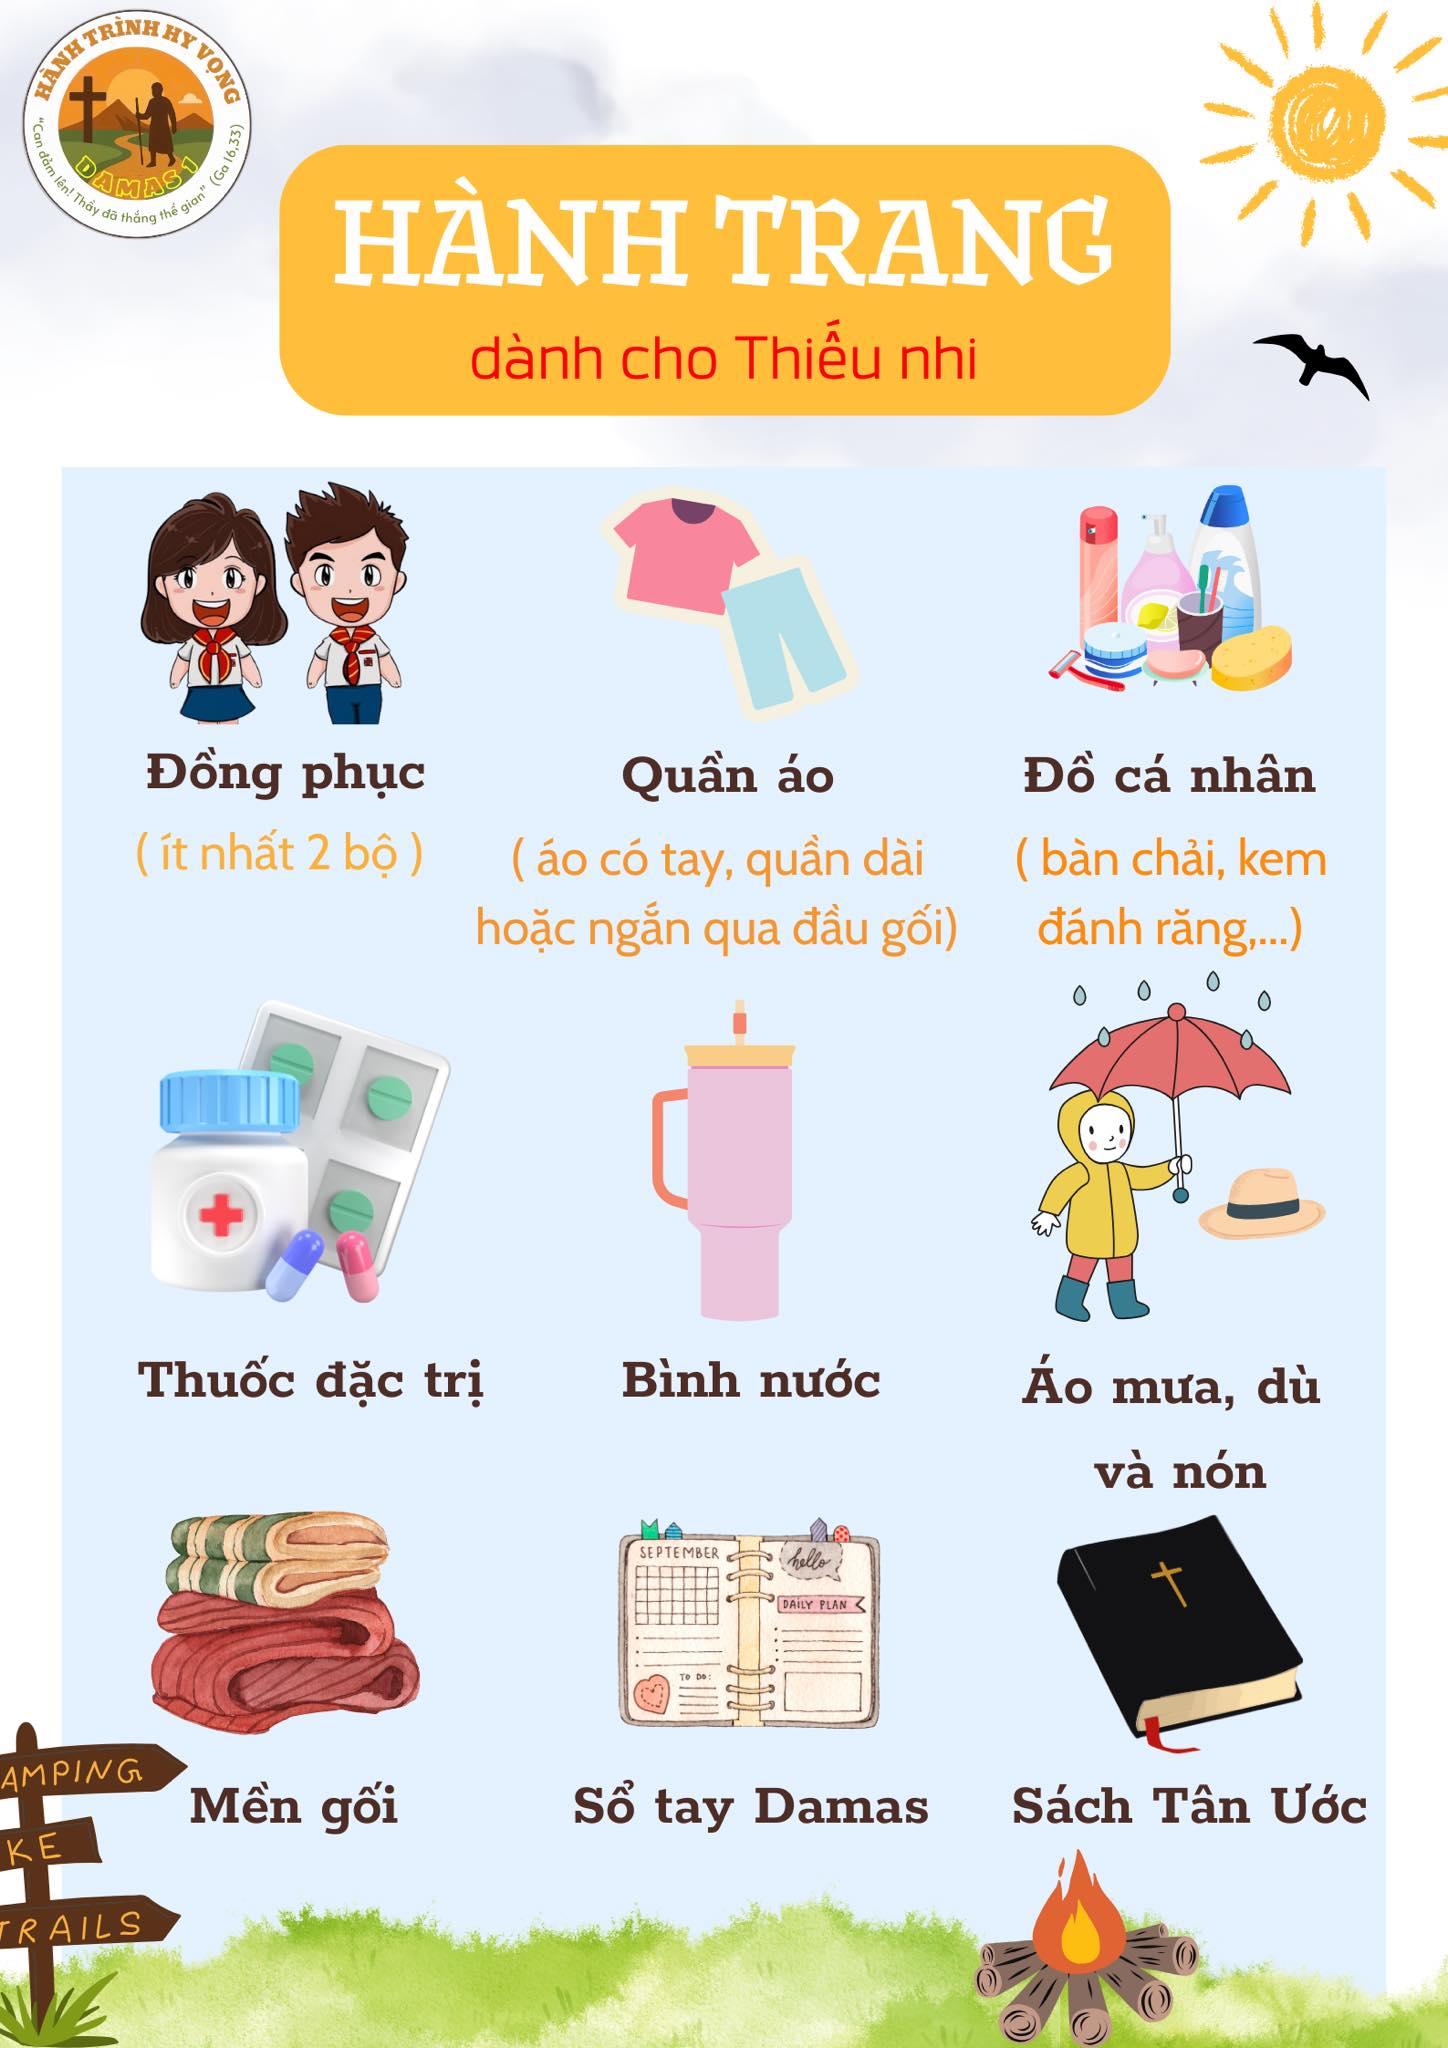 HÀNH TRÌNH HY VỌNG
DAMAS 1
"Can đảm lên! Thầy đã thắng thế gian" (Ga 16,33)
HÀNH TRANG
dành cho Thiếu nhi
Đồng phục
( ít nhất 2 bộ )
Quần áo
( áo có tay, quần dài
hoặc ngắn qua đầu gối)
Đồ cá nhân
( bàn chải, kem
đánh răng,...)
Thuốc đặc trị
Bình nước
Áo mưa, dù
và nón
SEPTEMBER
TO DO:
hello
DAILY PLAN
Mền gối
Sổ tay Damas
Sách Tân Ước
AMPING
KE
TRAILS